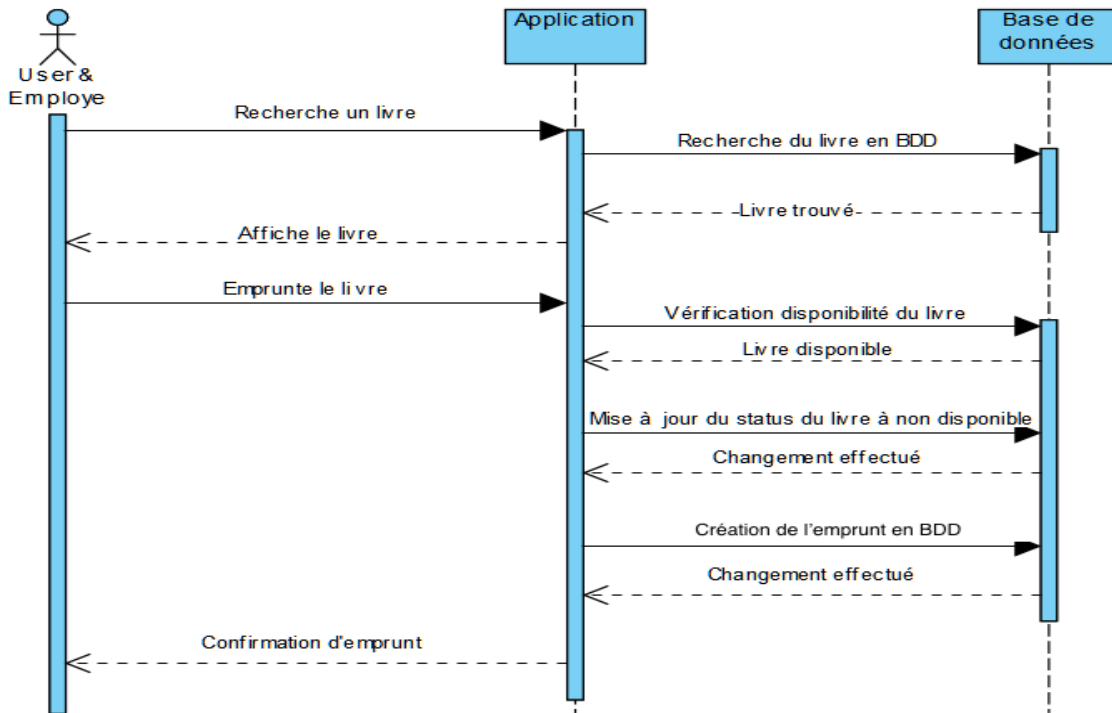 Application
Base de
données
User &
Employe
Recherche un livre
Recherche du livre en BDD
Livre trouvé
Affiche le livre
Emprunte le livre
Vérification disponibilité du livre
Livre disponible
Mise à jour du status du livre à non disponible
Changement effectué
Création de l'emprunt en BDD
Changement effectué
Confirmation d'emprunt